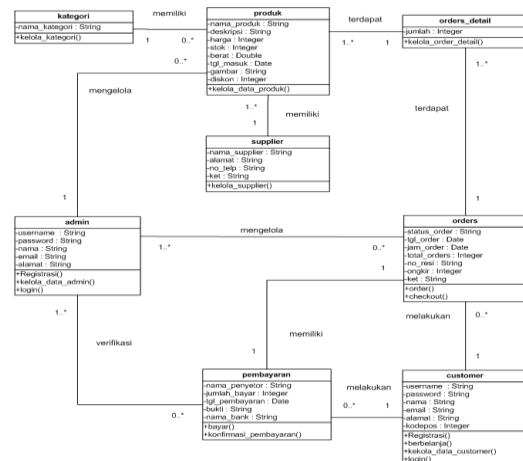 kategori
-nama_kategori : String
+kelola_kategori()
memiliki
1
0..*
produk
-nama_produk : String
-deskripsi : String
-harga : Integer
-stok : Integer
-berat : Double
-tgl_masuk : Date
-gambar : String
-diskon : Integer
+kelola_data_produk()
terdapat
1..*
1
orders_detail
-jumlah : Integer
+kelola_order_detail()
0..*
mengelola
1..*
1
memiliki
1..*
terdapat
supplier
-nama_supplier : String
-alamat : String
-no_telp : String
-ket : String
+kelola_supplier()
1
1
admin
-username : String
-password : String
-nama : String
-email : String
-alamat : String
+Registrasi()
+kelola_data_admin()
+login()
mengelola
1..*
0..*
orders
-status_order : String
-tgl_order : Date
-jam_order : Date
-total_orders : Integer
-no_resi : String
-ongkir : Integer
-ket : String
+order()
+checkout()
1
1..*
verifikasi
memiliki
melakukan
0..*
1
1
0..*
pembayaran
-nama_penyetor : String
-jumlah_bayar : Integer
-tgl_pembayaran : Date
-bukti : String
-nama_bank : String
+bayar()
+konfirmasi_pembayaran()
melakukan
0..*
1
customer
-username : String
-password : String
-nama : String
-email : String
-alamat : String
-kodepos : Integer
+Registrasi()
+berbelanja()
+kekola_data_customer()
+login()